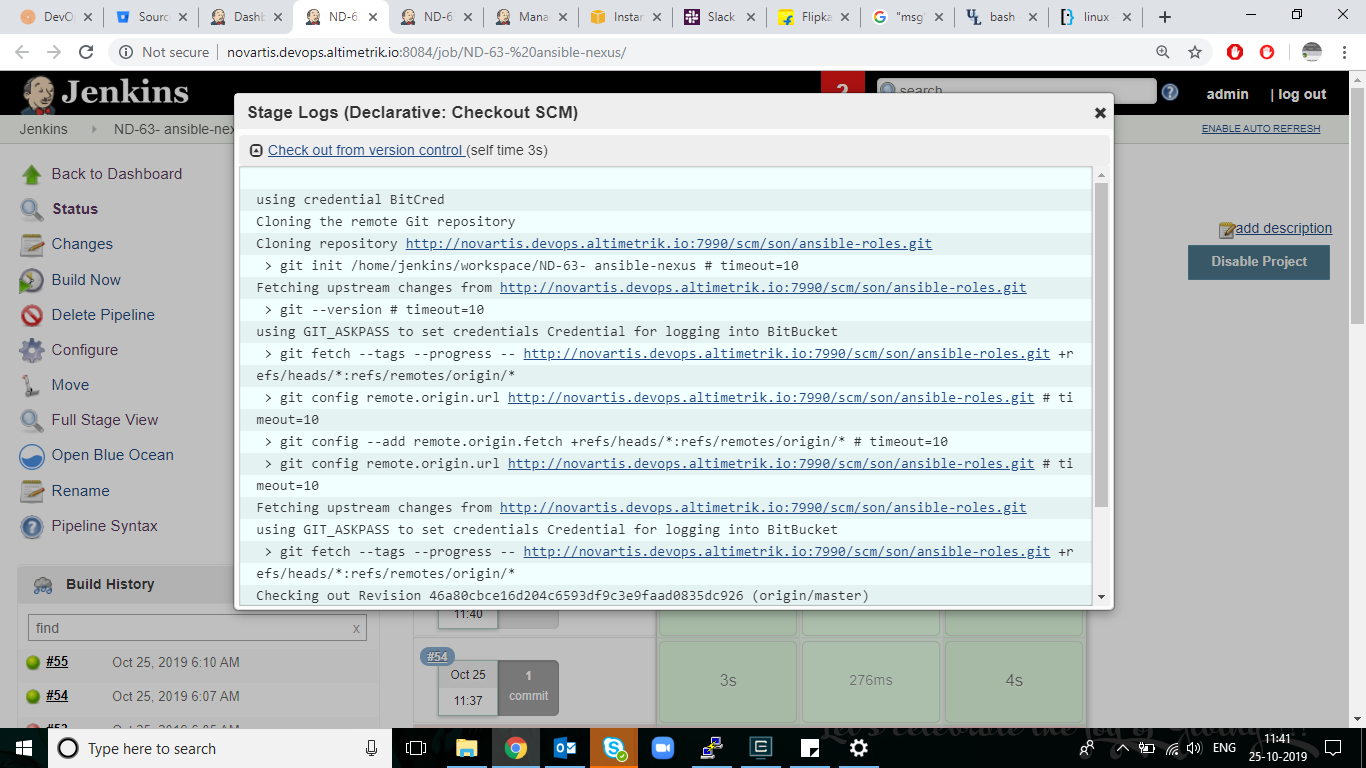 DevO
Sourc
Dashb
ND-6
ND-6
Mana
Instar
Slack
Flipka
"msg"
bash
linux
Not secure
novartis.devops.altimetrik.io:8084/job/ND-63-%20ansible-nexus/
Jenkins
2
search
admin
| log out
Jenkins
ND-63- ansible-nex
ENABLE AUTO REFRESH
Stage Logs (Declarative: Checkout SCM)
Check out from version control (self time 3s)
using credential BitCred
Cloning the remote Git repository
Cloning repository http://novartis.devops.altimetrik.io:7990/scm/son/ansible-roles.git
> git init /home/jenkins/workspace/ND-63- ansible-nexus # timeout=10
Fetching upstream changes from http://novartis.devops.altimetrik.io:7990/scm/son/ansible-roles.git
> git --version # timeout=10
using GIT_ASKPASS to set credentials Credential for logging into BitBucket
> git fetch --tags --progress -- http://novartis.devops.altimetrik.io:7990/scm/son/ansible-roles.git +r
efs/heads/*:refs/remotes/origin/*
> git config remote.origin.url http://novartis.devops.altimetrik.io:7990/scm/son/ansible-roles.git # ti
meout=10
> git config --add remote.origin.fetch +refs/heads/*:refs/remotes/origin/* # timeout=10
> git config remote.origin.url http://novartis.devops.altimetrik.io:7990/scm/son/ansible-roles.git # ti
meout=10
Fetching upstream changes from http://novartis.devops.altimetrik.io:7990/scm/son/ansible-roles.git
using GIT_ASKPASS to set credentials Credential for logging into BitBucket
> git fetch --tags --progress -- http://novartis.devops.altimetrik.io:7990/scm/son/ansible-roles.git +r
efs/heads/*:refs/remotes/origin/*
Checking out Revision 46a80cbce16d204c6593df9c3e9faad0835dc926 (origin/master)
Back to Dashboard
Status
Changes
Build Now
Delete Pipeline
Configure
Move
Full Stage View
Open Blue Ocean
Rename
Pipeline Syntax
add description
Disable Project
Build History
find
x
#55 Oct 25, 2019 6:10 AM
#54 Oct 25, 2019 6:07 AM
11:40
#54
Oct 25
11:37
1
commit
3s
276ms
4s
Type here to search
ENG
11:41
25-10-2019